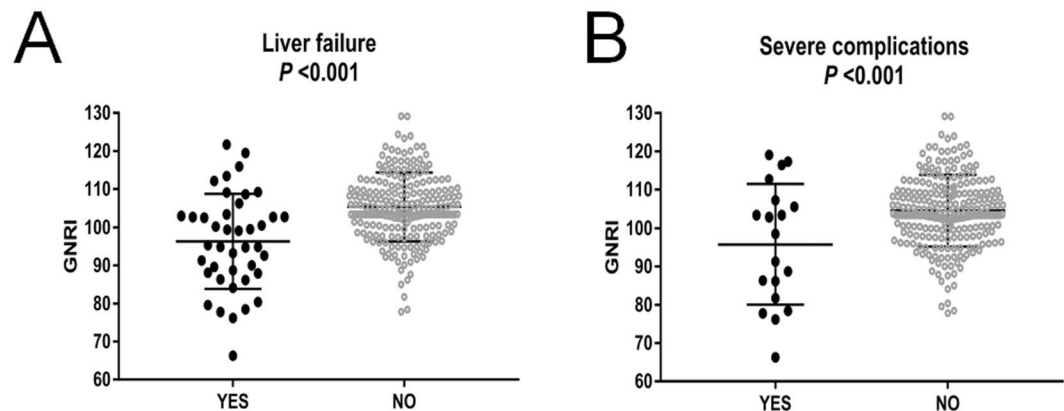 A
Liver failure
P <0.001
GNRI
130
120
110
100
90
80
70
60
YES
NO
B
Severe complications
P <0.001
GNRI
130
120
110
100
90
80
70
60
YES
NO